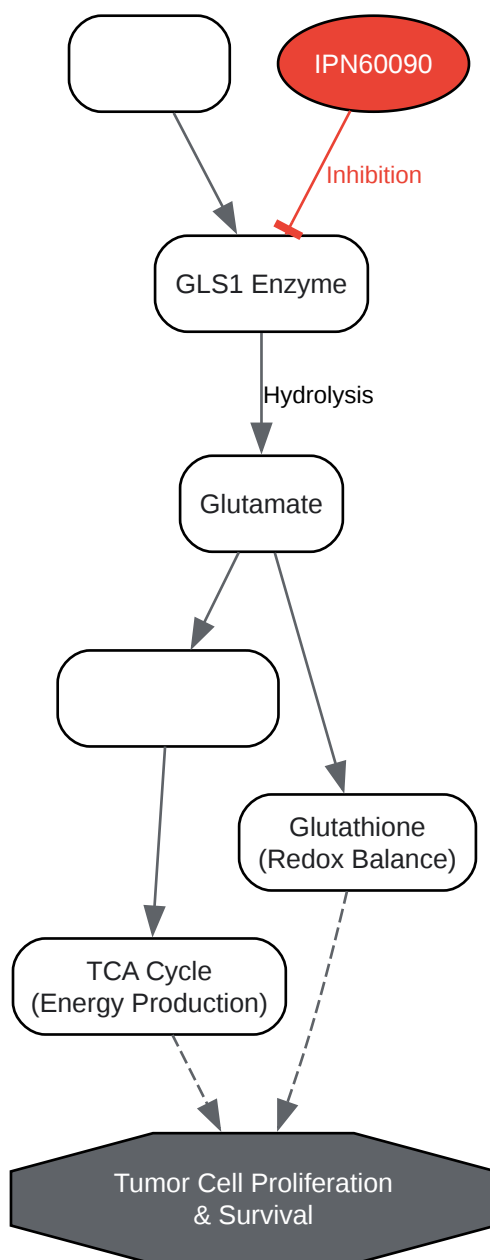 IPN60090
Inhibition
GLS1 Enzyme
Hydrolysis
Glutamate
Glutathione
(Redox Balance)
TCA Cycle
(Energy Production)
Tumor Cell Proliferation
& Survival